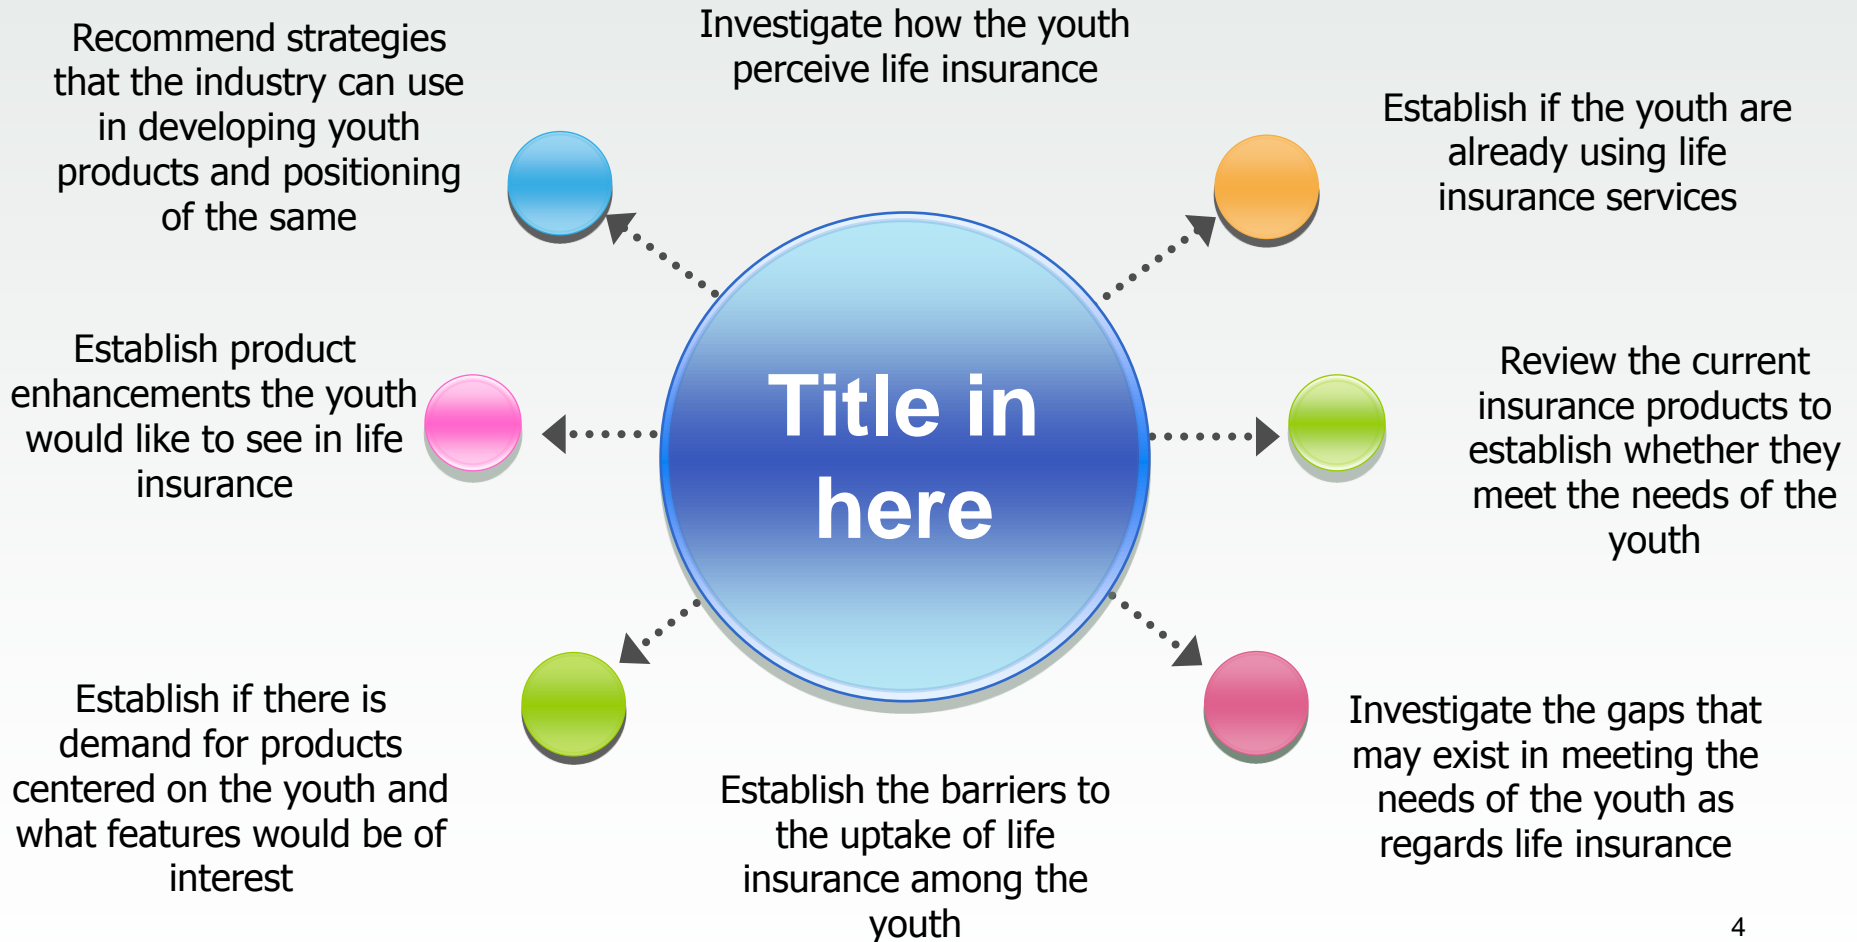 Investigate how the youth
perceive life insurance
Recommend strategies
that the industry can use
in developing youth
products and positioning
of the same
Establish if the youth are
already using life
insurance services
Establish product
enhancements the youth
would like to see in life
insurance
Title in
here
Review the current
insurance products to
establish whether they
meet the needs of the
youth
Establish if there is
demand for products
centered on the youth and
what features would be of
interest
Establish the barriers to
the uptake of life
insurance among the
youth
Investigate the gaps that
may exist in meeting the
needs of the youth as
regards life insurance
4